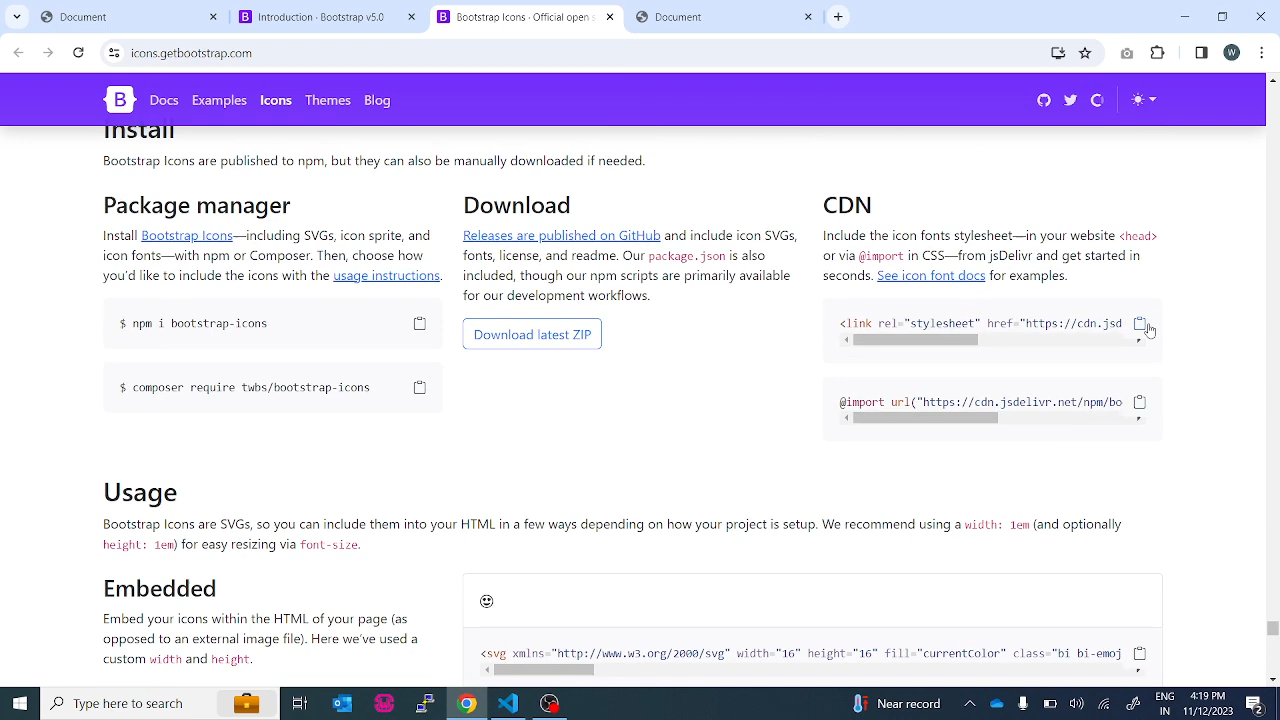 Document
Introduction · Bootstrap v5.0
Bootstrap Icons · Official open s
Document
icons.getbootstrap.com
W
B Docs Examples Icons Themes Blog
Install
Bootstrap Icons are published to npm, but they can also be manually downloaded if needed.
Package manager
Install Bootstrap Icons—including SVGs, icon sprite, and
icon fonts—with npm or Composer. Then, choose how
you'd like to include the icons with the usage instructions.
$ npm i bootstrap-icons
$ composer require twbs/bootstrap-icons
Download
Releases are published on GitHub and include icon SVGs,
fonts, license, and readme. Our package.json is also
included, though our npm scripts are primarily available
for our development workflows.
Download latest ZIP
CDN
Include the icon fonts stylesheet—in your website <head>
or via @import in CSS—from jsDelivr and get started in
seconds. See icon font docs for examples.
<link rel="stylesheet" href="https://cdn.jsd
@import url("https://cdn.jsdelivr.net/npm/bo
Usage
Bootstrap Icons are SVGs, so you can include them into your HTML in a few ways depending on how your project is setup. We recommend using a width: 1em (and optionally
height: 1em) for easy resizing via font-size.
Embedded
Embed your icons within the HTML of your page (as
opposed to an external image file). Here we've used a
custom width and height.
<svg xmlns="http://www.w3.org/2000/svg" width="16" height="16" fill="currentColor" class="bi bi-emoj
Type here to search
Near record
ENG
IN
4:19 PM
11/12/2023
2